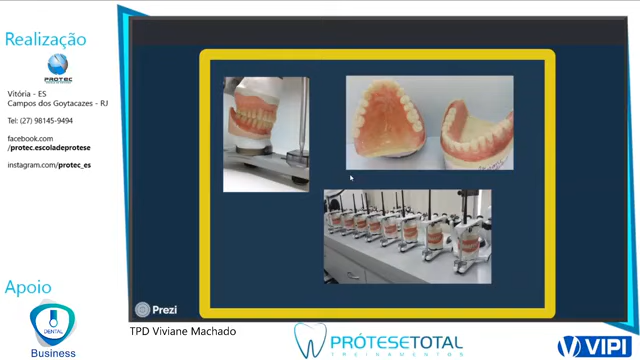 Realização
PROTEC
Vitória - ES
Campos dos Goytacazes - RJ
Tel: (27) 98145-9494
facebook.com
/protec.escoladeprotese
instagram.com/protec_es
Apoio
DENTAL
Business
Prezi
TPD Viviane Machado
PRÓTESETOTAL
TREINAMENTOS
VIPI